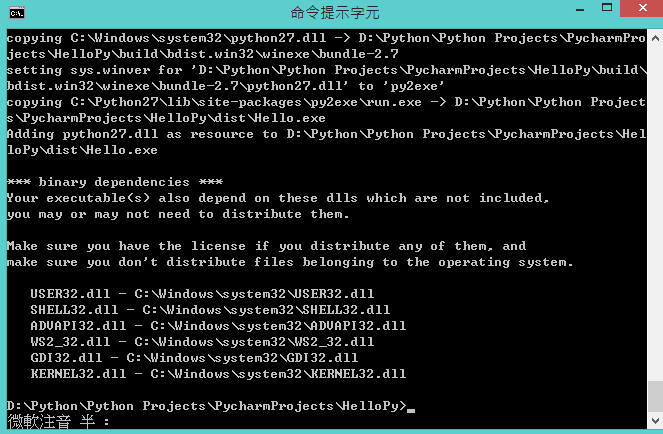 命令提示字元
copying C:\Windows\system32\python27.dll -> D:\Python\Python Projects\PycharmPro
jects\HelloPy\build\bdist.win32\winexe\bundle-2.7
setting sys.winver for 'D:\Python\Python Projects\PycharmProjects\HelloPy\build\
bdist.win32\winexe\bundle-2.7\python27.dll' to 'py2exe'
copying C:\Python27\lib\site-packages\py2exe\run.exe -> D:\Python\Python Project
s\PycharmProjects\HelloPy\dist\Hello.exe
Adding python27.dll as resource to D:\Python\Python Projects\PycharmProjects\Hel
loPy\dist\Hello.exe

*** binary dependencies ***
Your executable(s) also depend on these dlls which are not included,
you may or may not need to distribute them.

Make sure you have the license if you distribute any of them, and
make sure you don't distribute files belonging to the operating system.

   USER32.dll - C:\Windows\system32\USER32.dll
   SHELL32.dll - C:\Windows\system32\SHELL32.dll
   ADVAPI32.dll - C:\Windows\system32\ADVAPI32.dll
   WS2_32.dll - C:\Windows\system32\WS2_32.dll
   GDI32.dll - C:\Windows\system32\GDI32.dll
   KERNEL32.dll - C:\Windows\system32\KERNEL32.dll

D:\Python\Python Projects\PycharmProjects\HelloPy>_
微軟注音 半 :